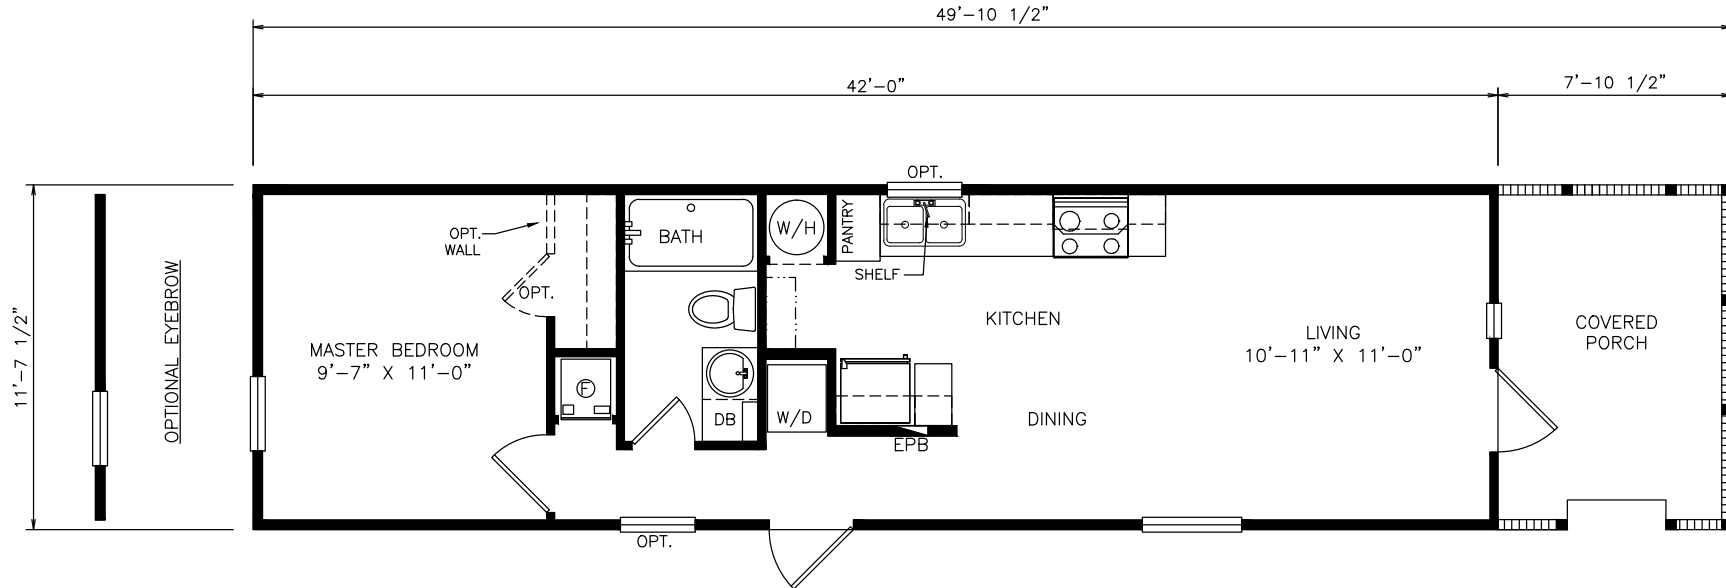 49'-10 1/2"
42'-0"
7'-10 1/2"
11'-7 1/2"
OPTIONAL EYEBROW
OPT.
WALL
OPT.
MASTER BEDROOM
9'-7" X 11'-0"
F
BATH
DB
W/H
W/D
PANTRY
OPT.
SHELF
KITCHEN
EPB
DINING
LIVING
10'-11" X 11'-0"
COVERED
PORCH
OPT.